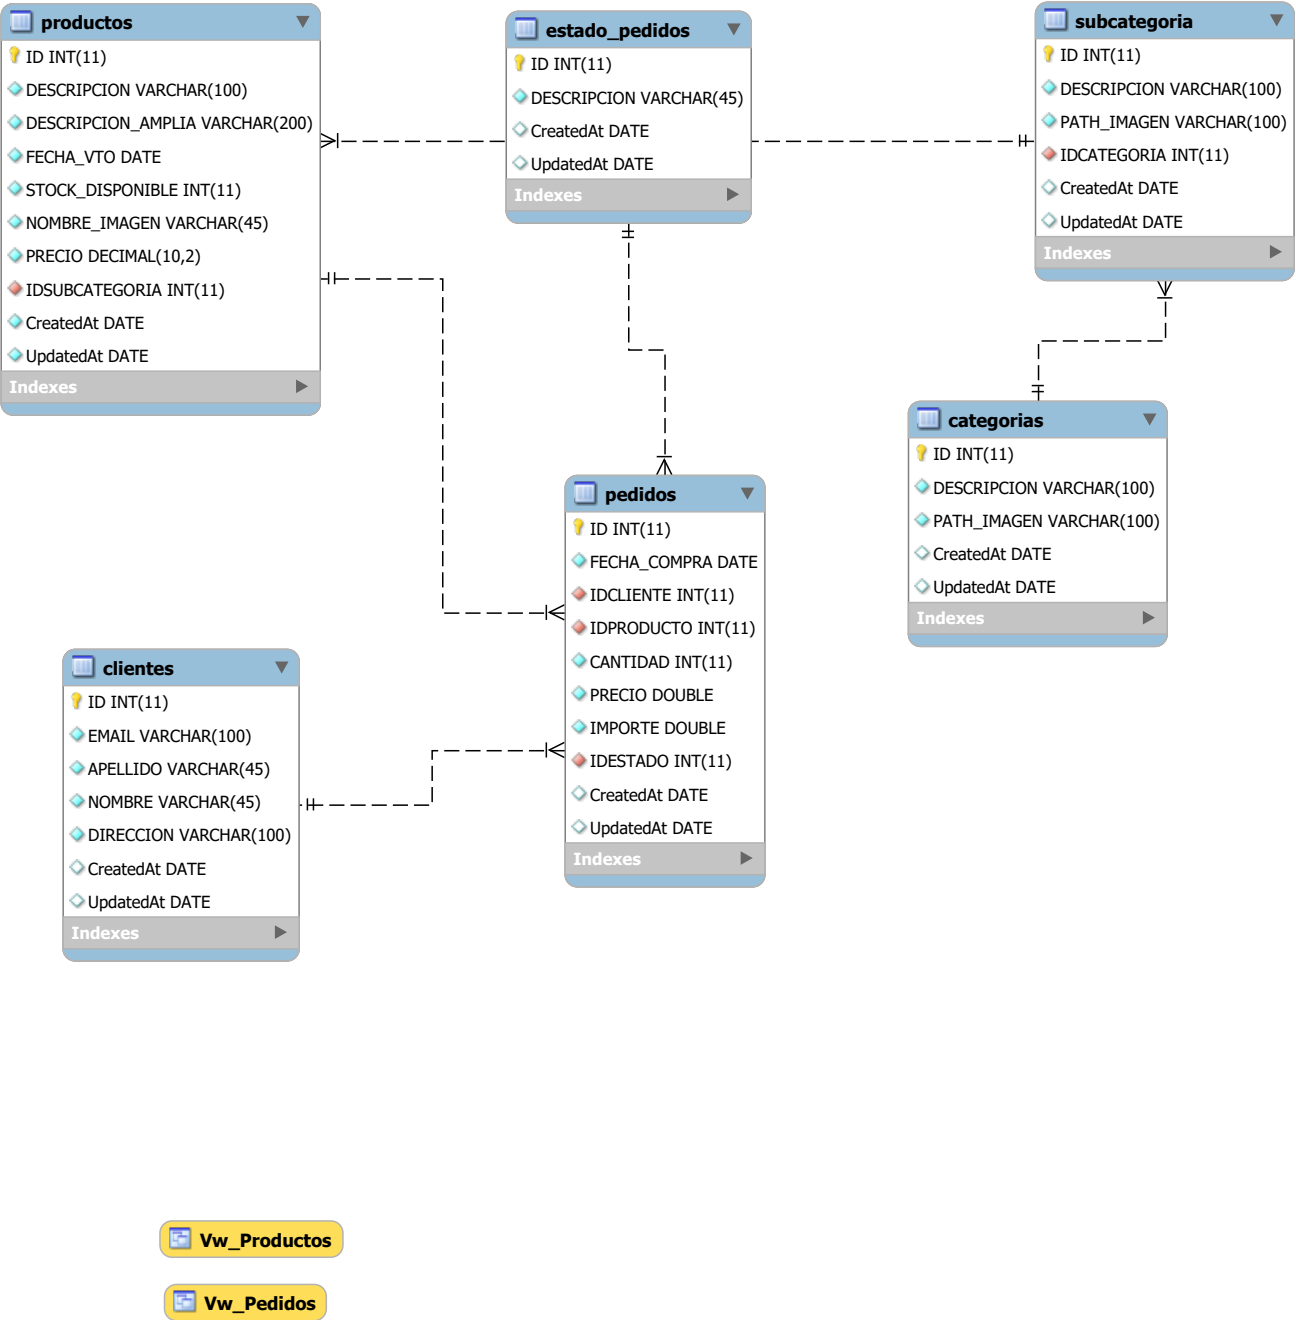 productos
ID INT(11)
DESCRIPCION VARCHAR(100)
DESCRIPCION_AMPLIA VARCHAR(200)
FECHA_VTO DATE
STOCK_DISPONIBLE INT(11)
NOMBRE_IMAGEN VARCHAR(45)
PRECIO DECIMAL(10,2)
IDSUBCATEGORIA INT(11)
CreatedAt DATE
UpdatedAt DATE
Indexes
estado_pedidos
ID INT(11)
DESCRIPCION VARCHAR(45)
CreatedAt DATE
UpdatedAt DATE
Indexes
subcategoria
ID INT(11)
DESCRIPCION VARCHAR(100)
PATH_IMAGEN VARCHAR(100)
IDCATEGORIA INT(11)
CreatedAt DATE
UpdatedAt DATE
Indexes
categorias
ID INT(11)
DESCRIPCION VARCHAR(100)
PATH_IMAGEN VARCHAR(100)
CreatedAt DATE
UpdatedAt DATE
Indexes
pedidos
ID INT(11)
FECHA_COMPRA DATE
IDCLIENTE INT(11)
IDPRODUCTO INT(11)
CANTIDAD INT(11)
PRECIO DOUBLE
IMPORTE DOUBLE
IDESTADO INT(11)
CreatedAt DATE
UpdatedAt DATE
Indexes
clientes
ID INT(11)
EMAIL VARCHAR(100)
APELLIDO VARCHAR(45)
NOMBRE VARCHAR(45)
DIRECCION VARCHAR(100)
CreatedAt DATE
UpdatedAt DATE
Indexes
Vw_Productos
Vw_Pedidos